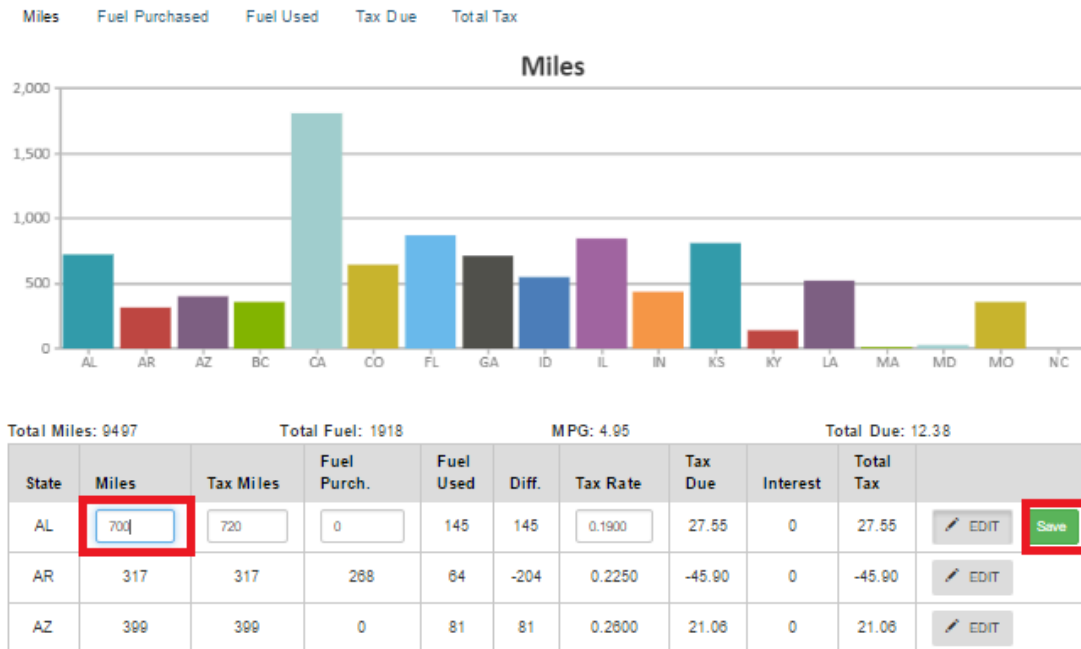 Miles Fuel Purchased Fuel Used Tax Due Total Tax
Miles
2,000
1,500
1,000
500
0
AL AR AZ BC CA CO FL GA ID IL IN KS KY LA MA MD MO NC
Total Miles: 9497 Total Fuel: 1918 MPG: 4.95 Total Due: 12.38
State Miles Tax Miles Fuel Purch. Fuel Used Diff. Tax Rate Tax Due Interest Total Tax
AL 700 720 0 145 145 0.1900 27.55 0 27.55 EDIT Save
AR 317 317 268 64 -204 0.2250 -45.90 0 -45.90 EDIT
AZ 399 399 0 81 81 0.2600 21.06 0 21.06 EDIT